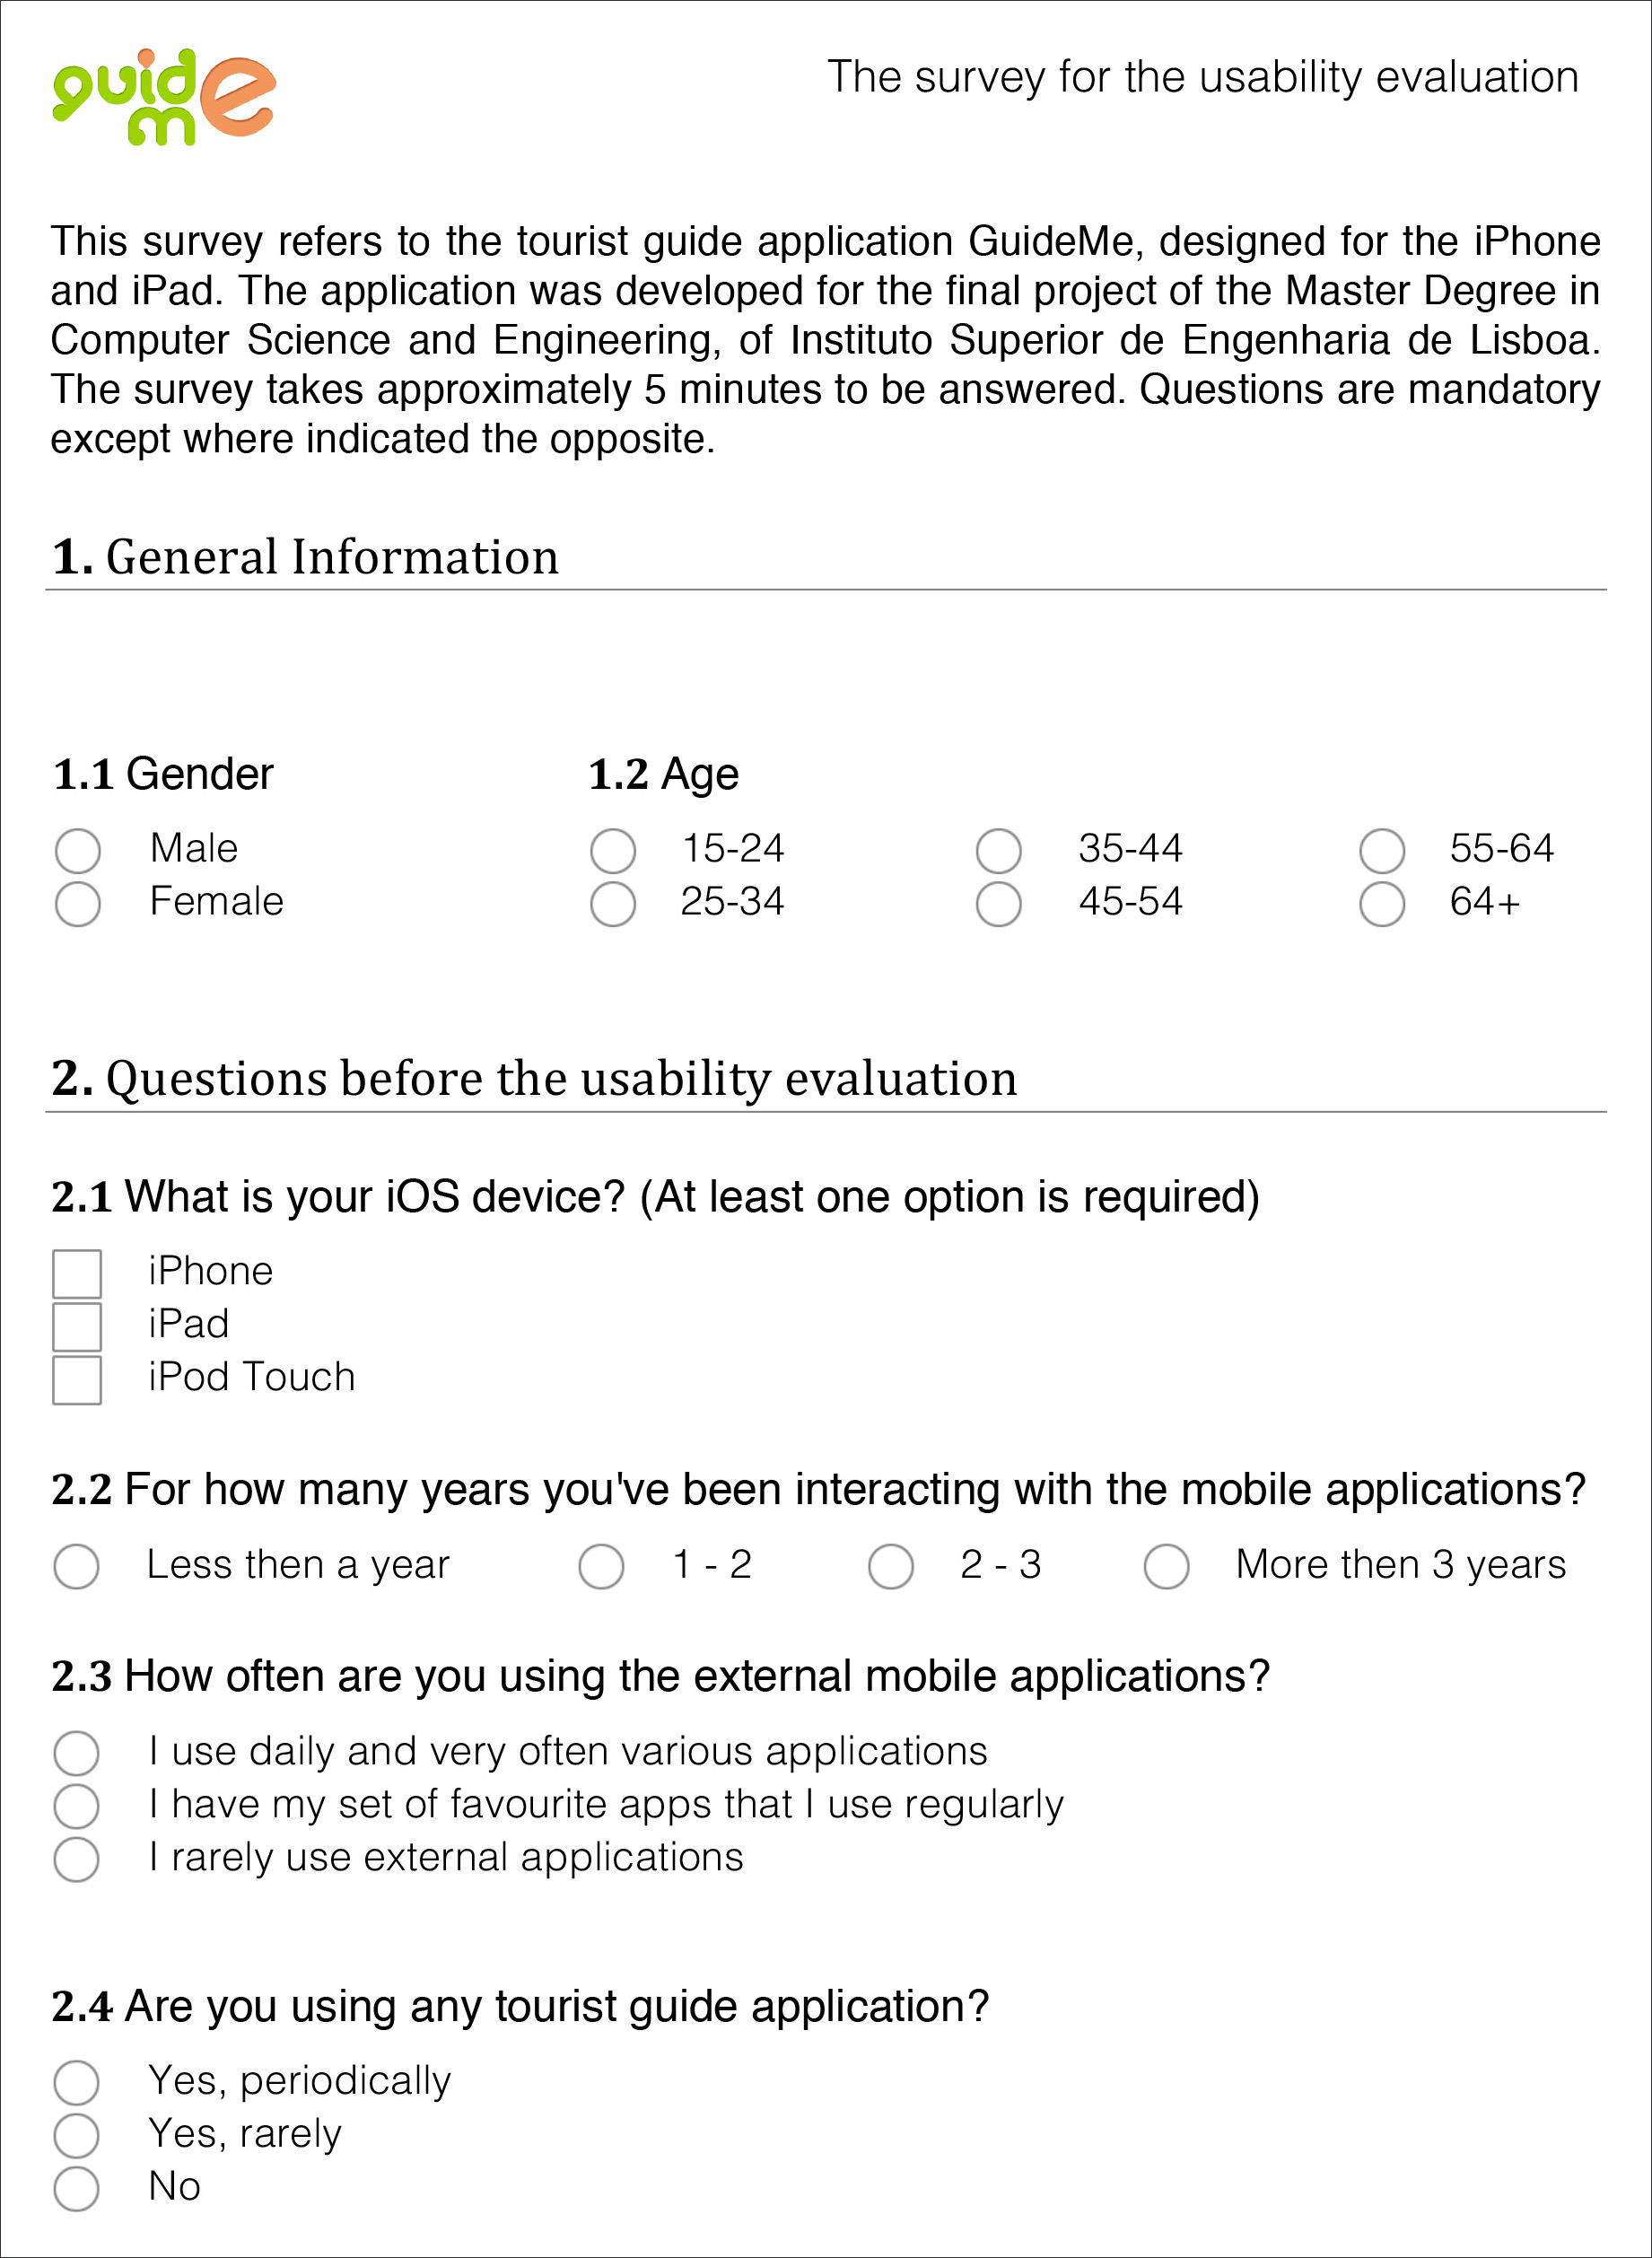 guide me
The survey for the usability evaluation
This survey refers to the tourist guide application GuideMe, designed for the iPhone
and iPad. The application was developed for the final project of the Master Degree in
Computer Science and Engineering, of Instituto Superior de Engenharia de Lisboa.
The survey takes approximately 5 minutes to be answered. Questions are mandatory
except where indicated the opposite.
1. General Information
1.1 Gender
Male
Female
1.2 Age
15-24
25-34
35-44
45-54
55-64
64+
2. Questions before the usability evaluation
2.1 What is your iOS device? (At least one option is required)
iPhone
iPad
iPod Touch
2.2 For how many years you've been interacting with the mobile applications?
Less then a year 1 - 2 2 - 3 More then 3 years
2.3 How often are you using the external mobile applications?
I use daily and very often various applications
I have my set of favourite apps that I use regularly
I rarely use external applications
2.4 Are you using any tourist guide application?
Yes, periodically
Yes, rarely
No